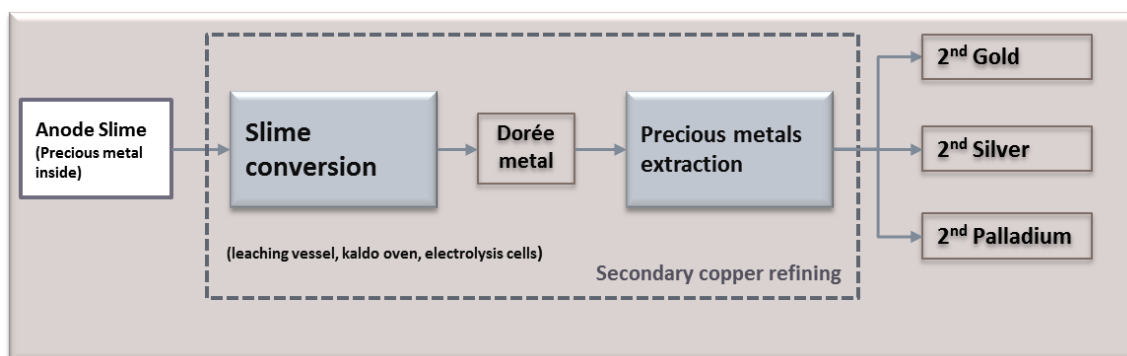 Anode Slime
(Precious metal
inside)
Slime
conversion
Dorée
metal
Precious metals
extraction
2nd Gold
2nd Silver
2nd Palladium
(leaching vessel, kaldo oven, electrolysis cells)
Secondary copper refining